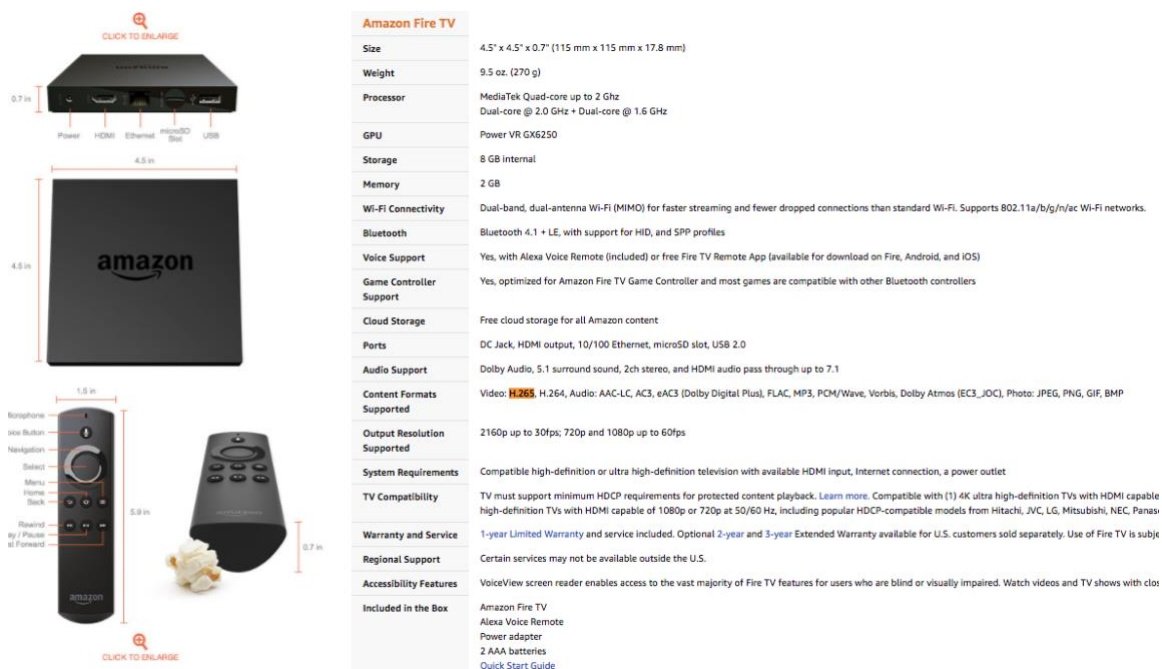 CLICK TO ENLARGE
0.7 in
Power HDMI Ethernet microSD Slot USB
4.5 in
4.5 in
amazon
1.5 in
Microphone
Voice Button
Navigation
Select
Menu
Home
Back
Rewind
ay / Pause
st Forward
5.9 in
0.7 in
amazon
amazon
CLICK TO ENLARGE
Amazon Fire TV
Size 4.5" x 4.5" x 0.7" (115 mm x 115 mm x 17.8 mm)
Weight 9.5 oz. (270 g)
Processor MediaTek Quad-core up to 2 Ghz
Dual-core @ 2.0 GHz + Dual-core @ 1.6 GHz
GPU Power VR GX6250
Storage 8 GB internal
Memory 2 GB
Wi-Fi Connectivity Dual-band, dual-antenna Wi-Fi (MIMO) for faster streaming and fewer dropped connections than standard Wi-Fi. Supports 802.11a/b/g/n/ac Wi-Fi networks.
Bluetooth Bluetooth 4.1 + LE, with support for HID, and SPP profiles
Voice Support Yes, with Alexa Voice Remote (included) or free Fire TV Remote App (available for download on Fire, Android, and iOS)
Game Controller Support Yes, optimized for Amazon Fire TV Game Controller and most games are compatible with other Bluetooth controllers
Cloud Storage Free cloud storage for all Amazon content
Ports DC Jack, HDMI output, 10/100 Ethernet, microSD slot, USB 2.0
Audio Support Dolby Audio, 5.1 surround sound, 2ch stereo, and HDMI audio pass through up to 7.1
Content Formats Supported Video: H.265, H.264, Audio: AAC-LC, AC3, eAC3 (Dolby Digital Plus), FLAC, MP3, PCM/Wave, Vorbis, Dolby Atmos (EC3_JOC), Photo: JPEG, PNG, GIF, BMP
Output Resolution Supported 2160p up to 30fps; 720p and 1080p up to 60fps
System Requirements Compatible high-definition or ultra high-definition television with available HDMI input, Internet connection, a power outlet
TV Compatibility TV must support minimum HDCP requirements for protected content playback. Learn more. Compatible with (1) 4K ultra high-definition TVs with HDMI capable
high-definition TVs with HDMI capable of 1080p or 720p at 50/60 Hz, including popular HDCP-compatible models from Hitachi, JVC, LG, Mitsubishi, NEC, Panaso
Warranty and Service 1-year Limited Warranty and service included. Optional 2-year and 3-year Extended Warranty available for U.S. customers sold separately. Use of Fire TV is subje
Regional Support Certain services may not be available outside the U.S.
Accessibility Features VoiceView screen reader enables access to the vast majority of Fire TV features for users who are blind or visually impaired. Watch videos and TV shows with clos
Included in the Box Amazon Fire TV
Alexa Voice Remote
Power adapter
2 AAA batteries
Quick Start Guide